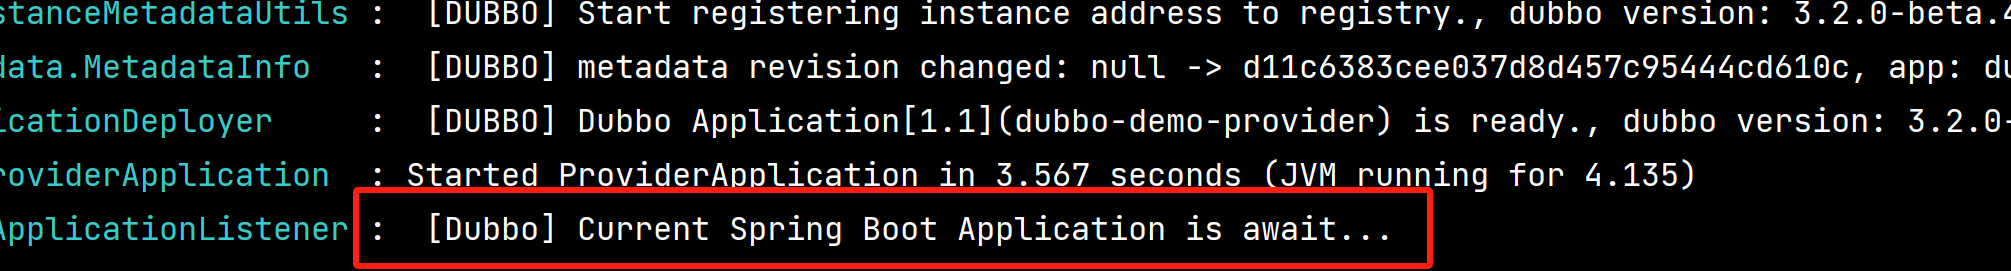 stanceMetadataUtils :  [DUBBO] Start registering instance address to registry., dubbo version: 3.2.0-beta.4
data.MetadataInfo   :  [DUBBO] metadata revision changed: null -> d11c6383cee037d8d457c95444cd610c, app: du
icationDeployer     :  [DUBBO] Dubbo Application[1.1](dubbo-demo-provider) is ready., dubbo version: 3.2.0-
roviderApplication  : Started ProviderApplication in 3.567 seconds (JVM running for 4.135)
ApplicationListener :  [Dubbo] Current Spring Boot Application is await...